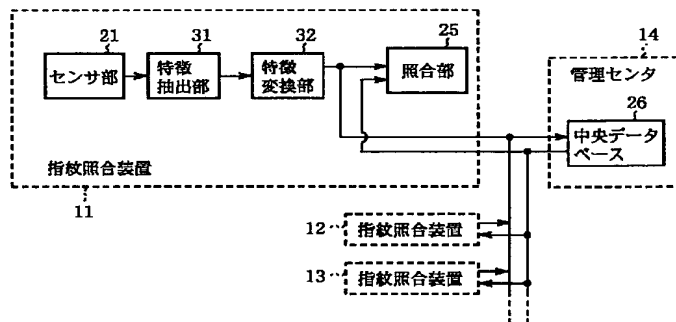 21
31
32
25
14
センサ部
特徴
抽出部
特徴
変換部
照合部
管理センタ
26
中央データ
ベース
指紋照合装置
11
12
指紋照合装置
13
指紋照合装置